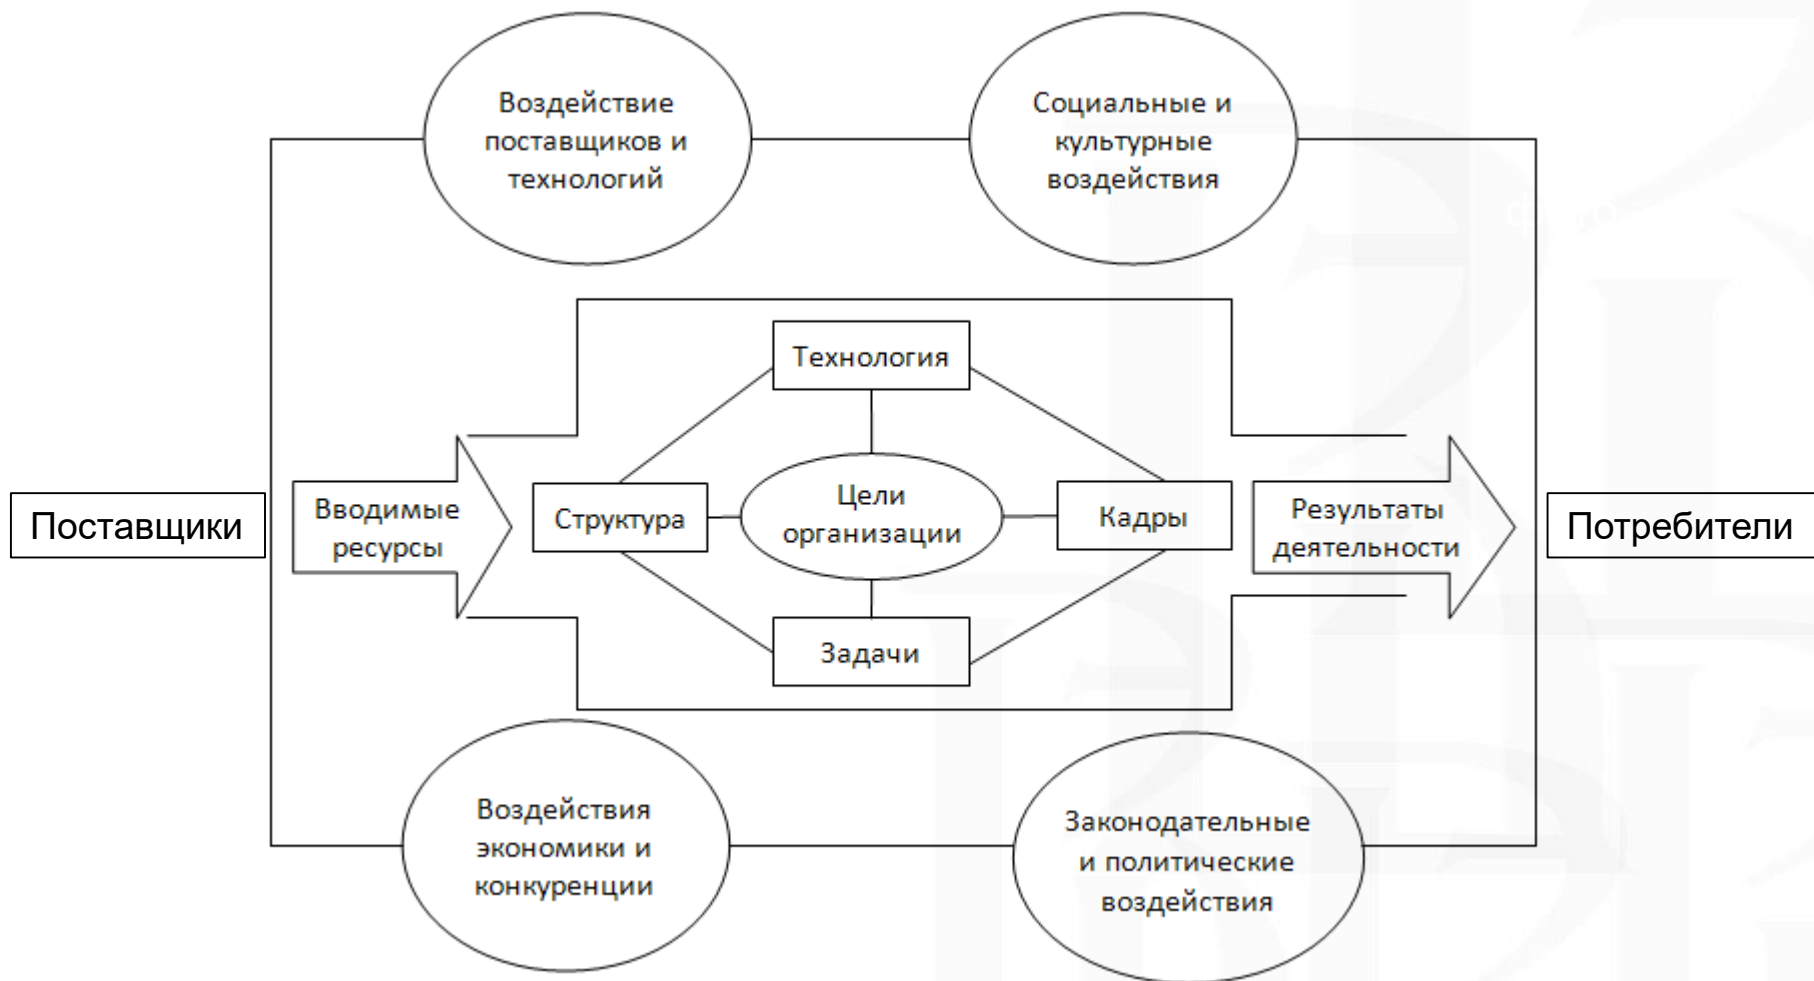 Воздействие
поставщиков и
технологий
Социальные и
культурные
воздействия
Технология
Поставщики
Вводимые
ресурсы
Структура
Цели
организации
Кадры
Результаты
деятельности
Потребители
Задачи
Воздействия
экономики и
конкуренции
Законодательные
и политические
воздействия